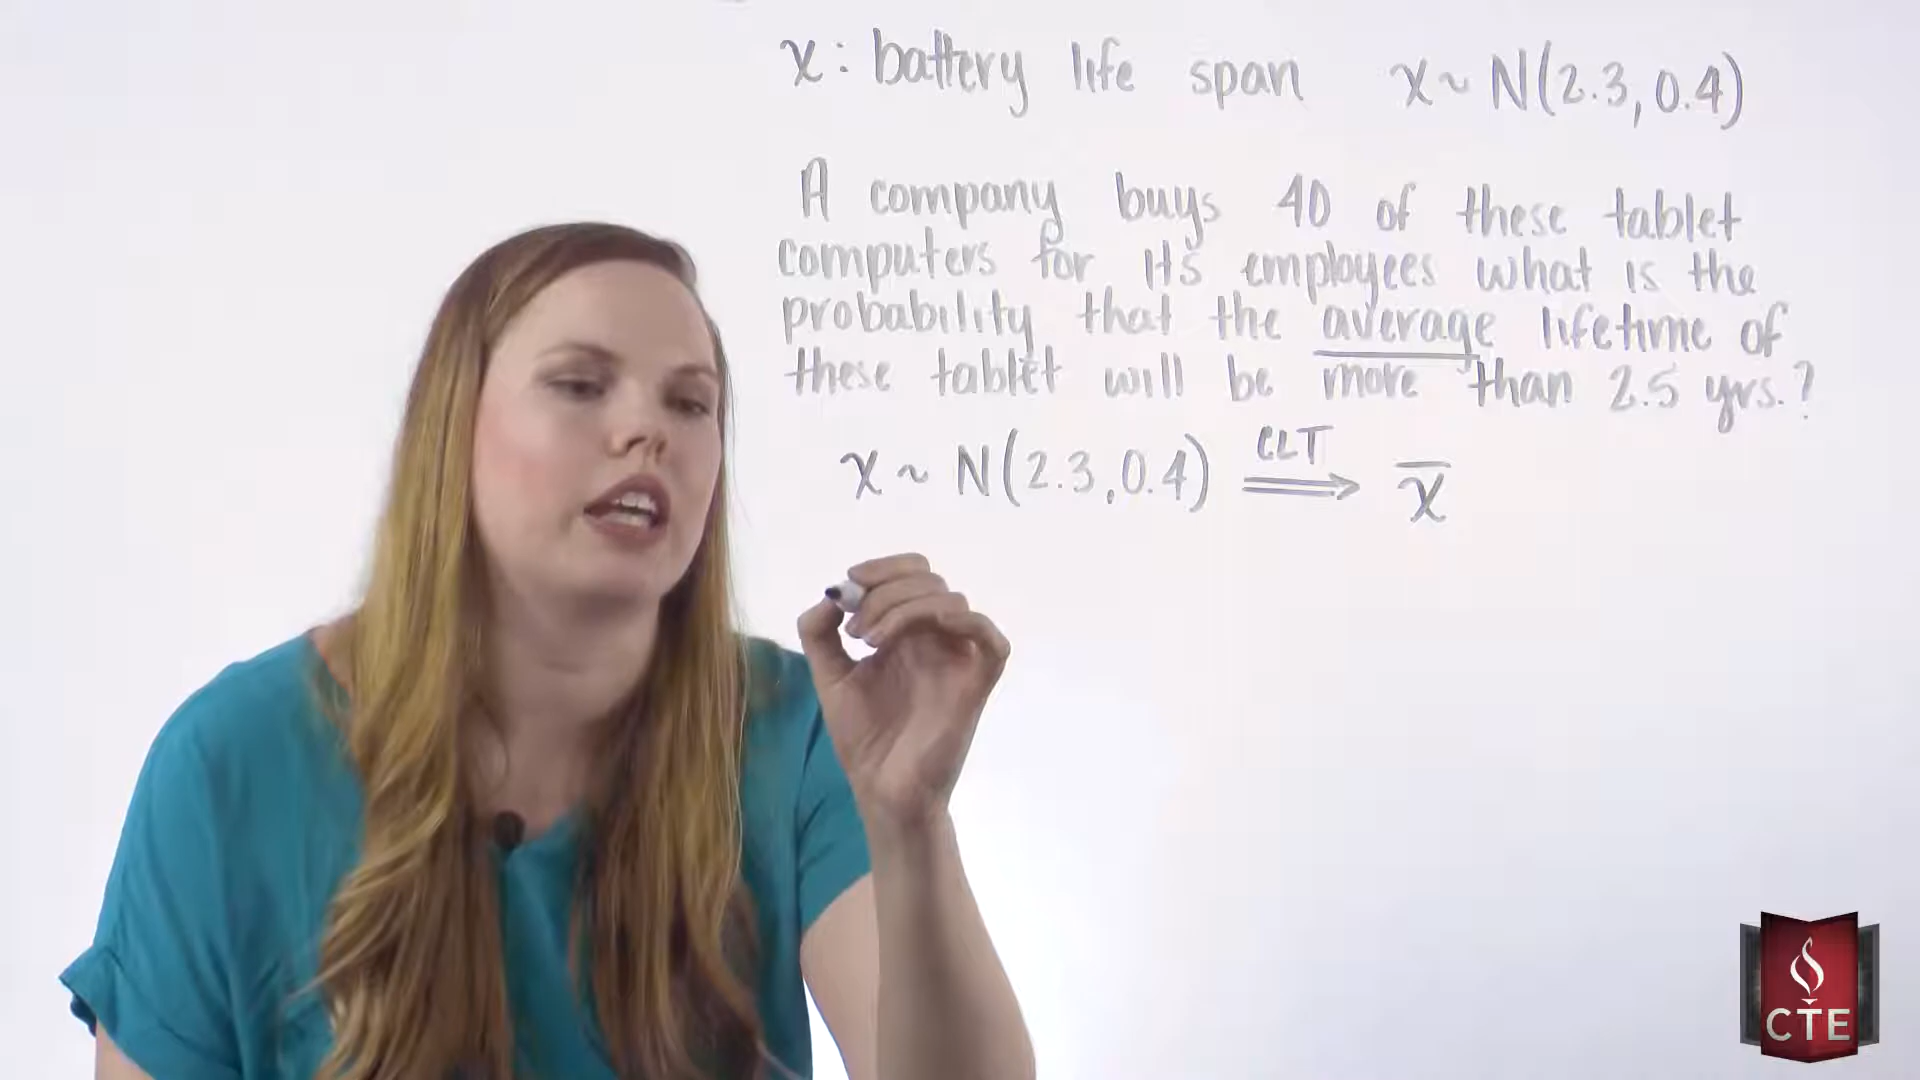 x : battery life span x ~ N(2.3, 0.4)
A company buys 40 of these tablet
computers for its employees what is the
probability that the average lifetime of
these tablet will be more than 2.5 yrs.?
x ~ N(2.3, 0.4) CLT ⟹ x̄
CTE